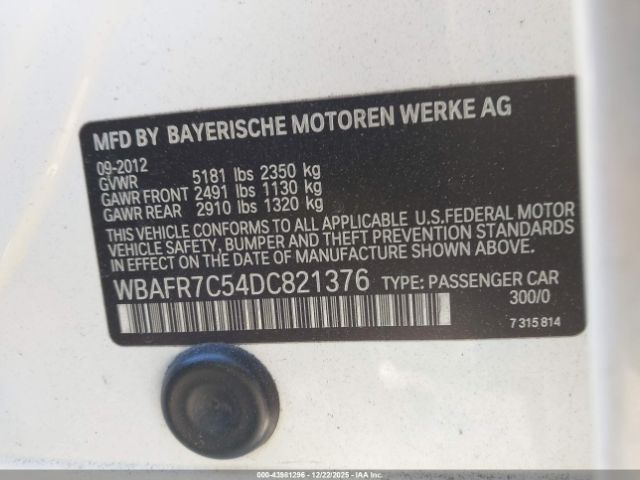 MFD BY BAYERISCHE MOTOREN WERKE AG
09-2012
GVWR 5181 lbs 2350 kg
GAWR FRONT 2491 lbs 1130 kg
GAWR REAR 2910 lbs 1320 kg
THIS VEHICLE CONFORMS TO ALL APPLICABLE U.S.FEDERAL MOTOR
VEHICLE SAFETY, BUMPER AND THEFT PREVENTION STANDARDS
IN EFFECT ON THE DATE OF MANUFACTURE SHOWN ABOVE.
WBAFR7C54DC821376 TYPE: PASSENGER CAR
300/0
7 315 814
000-43981296 - 12/22/2025 - IAA Inc.